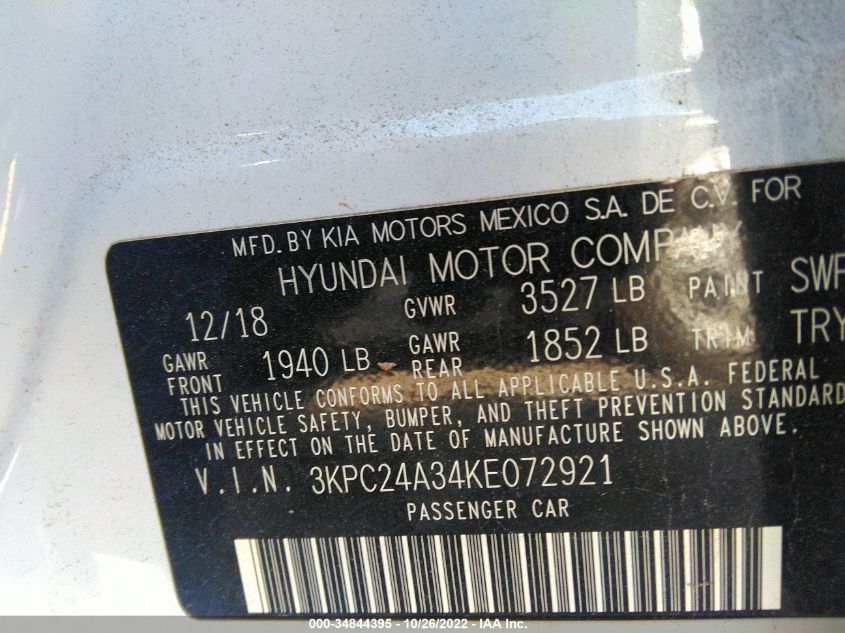 MFD. BY KIA MOTORS MEXICO S.A. DE C.V. FOR
HYUNDAI MOTOR COMPANY
12/18 GVWR 3527 LB PAINT SWP
GAWR FRONT 1940 LB GAWR REAR 1852 LB TRIM TRY
THIS VEHICLE CONFORMS TO ALL APPLICABLE U.S.A. FEDERAL
MOTOR VEHICLE SAFETY, BUMPER, AND THEFT PREVENTION STANDARD
IN EFFECT ON THE DATE OF MANUFACTURE SHOWN ABOVE.
V.I.N. 3KPC24A34KE072921
PASSENGER CAR
000-34844395 - 10/26/2022 - IAA Inc.